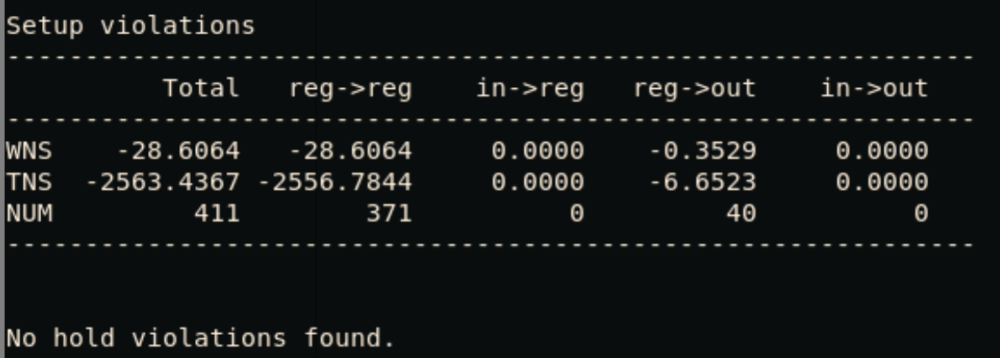 Setup violations
--------------------------------------------------------------
          Total   reg->reg    in->reg   reg->out    in->out
--------------------------------------------------------------
WNS    -28.6064   -28.6064     0.0000    -0.3529     0.0000
TNS  -2563.4367 -2556.7844     0.0000    -6.6523     0.0000
NUM         411        371          0         40          0
--------------------------------------------------------------
No hold violations found.